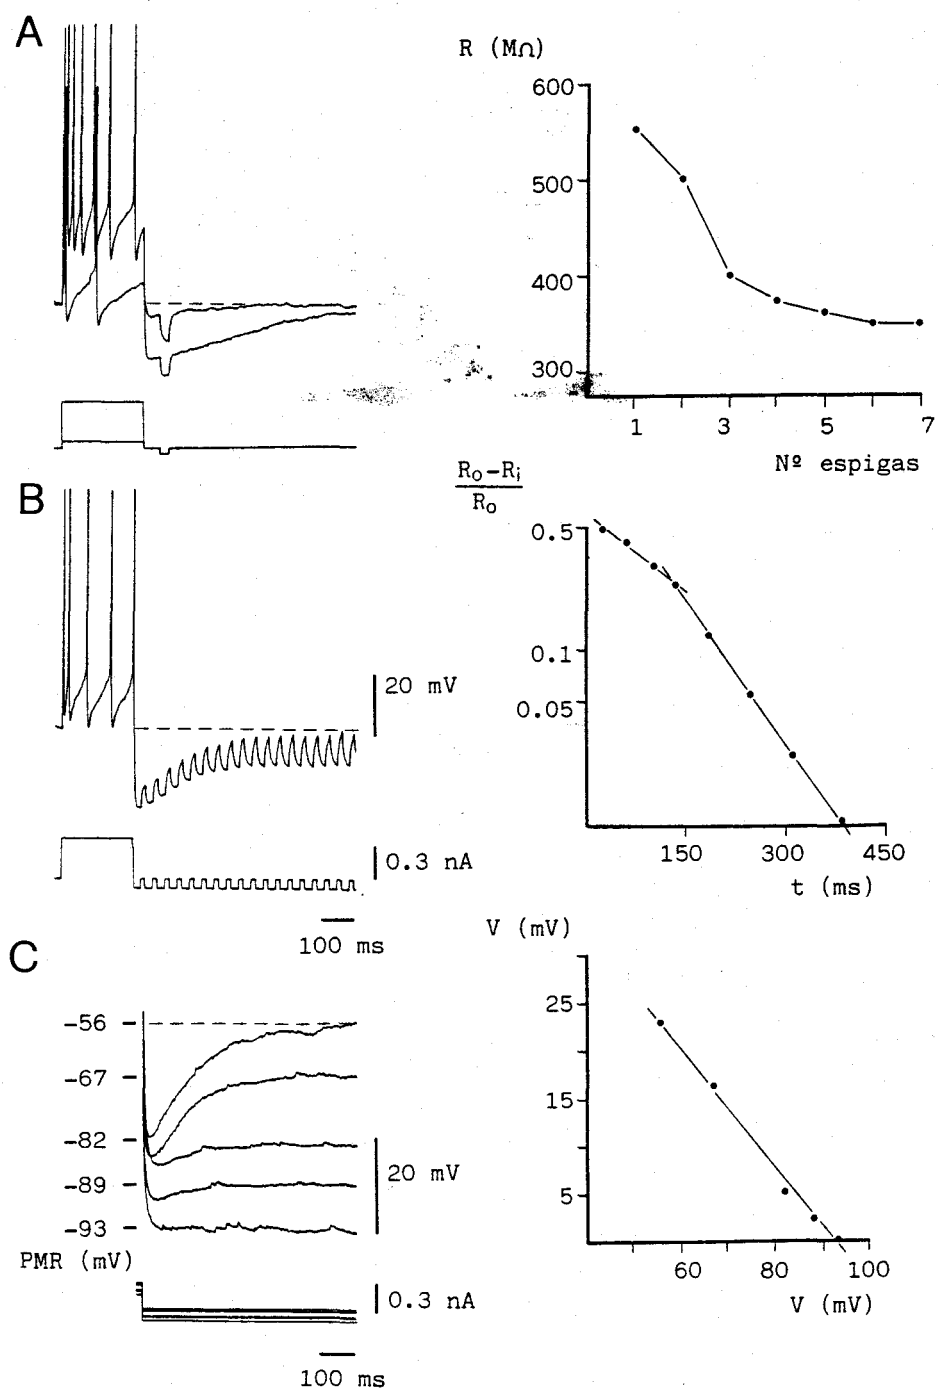 A
R (MΩ)
600
500
400
300
1
3
5
7
Nº espigas
B
Ro-Ri
Ro
0.5
0.1
0.05
20 mV
0.3 nA
100 ms
150
300
450
t (ms)
C
V (mV)
-56
-67
-82
-89
-93
PMR (mV)
20 mV
0.3 nA
100 ms
25
15
5
60
80
100
V (mV)